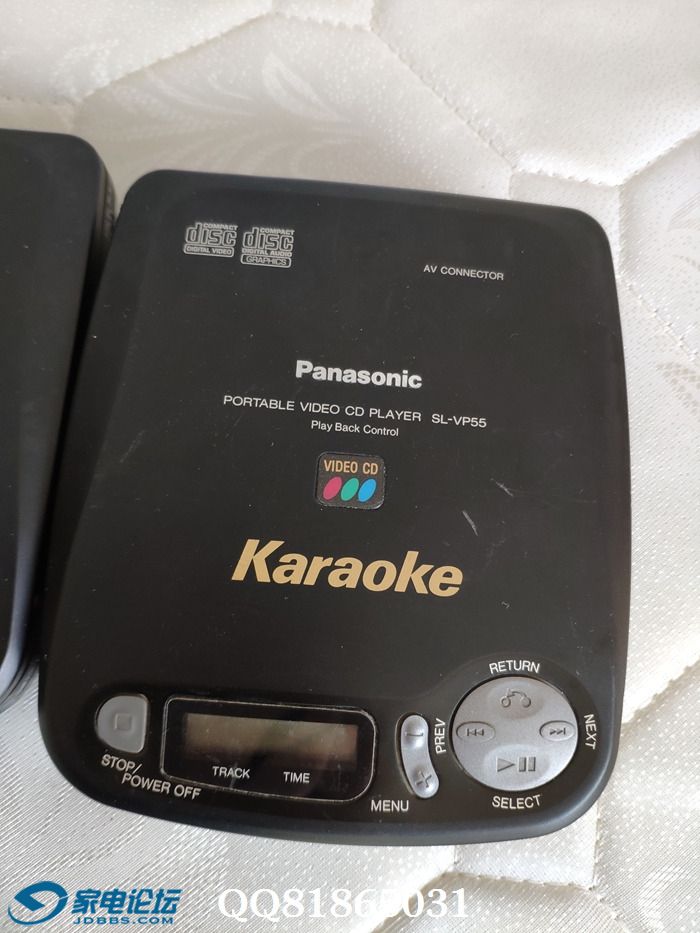 COMPACT COMPACT
disc disc
DIGITAL VIDEO DIGITAL AUDIO
GRAPHICS
AV CONNECTOR
Panasonic
PORTABLE VIDEO CD PLAYER SL-VP55
Play Back Control
VIDEO CD
Karaoke
RETURN
PREV
NEXT
STOP/
POWER OFF
TRACK TIME
MENU
SELECT
家电论坛
JDBBS.COM
QQ81865031